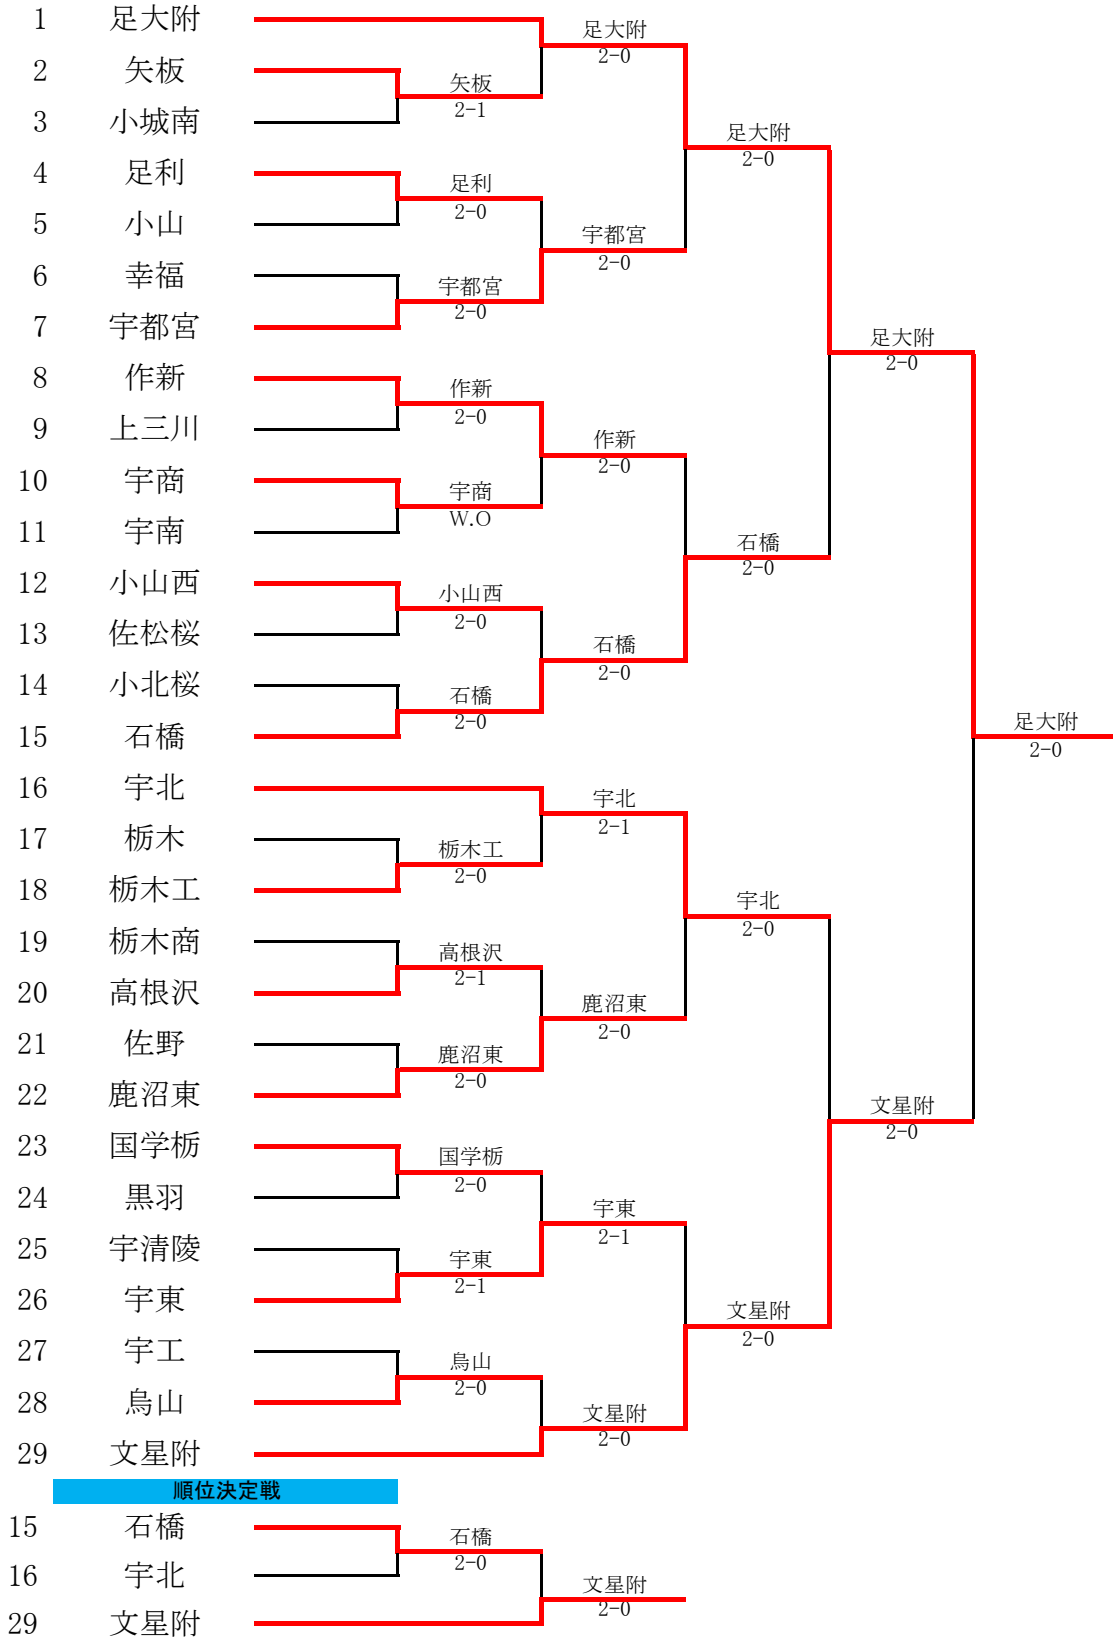 1 足大附
2 矢板
3 小城南
4 足利
5 小山
6 幸福
7 宇都宮
8 作新
9 上三川
10 宇商
11 宇南
12 小山西
13 佐松桜
14 小北桜
15 石橋
16 宇北
17 栃木
18 栃木工
19 栃木商
20 高根沢
21 佐野
22 鹿沼東
23 国学栃
24 黒羽
25 宇清陵
26 宇東
27 宇工
28 烏山
29 文星附
矢板
2-1
足利
2-0
宇都宮
2-0
作新
2-0
宇商
W.O
小山西
2-0
石橋
2-0
栃木工
2-0
高根沢
2-1
鹿沼東
2-0
国学栃
2-0
宇東
2-1
烏山
2-0
足大附
2-0
宇都宮
2-0
作新
2-0
石橋
2-0
宇北
2-1
鹿沼東
2-0
宇東
2-1
文星附
2-0
足大附
2-0
石橋
2-0
宇北
2-0
文星附
2-0
足大附
2-0
文星附
2-0
足大附
2-0
順位決定戦
15 石橋
16 宇北
29 文星附
石橋
2-0
文星附
2-0